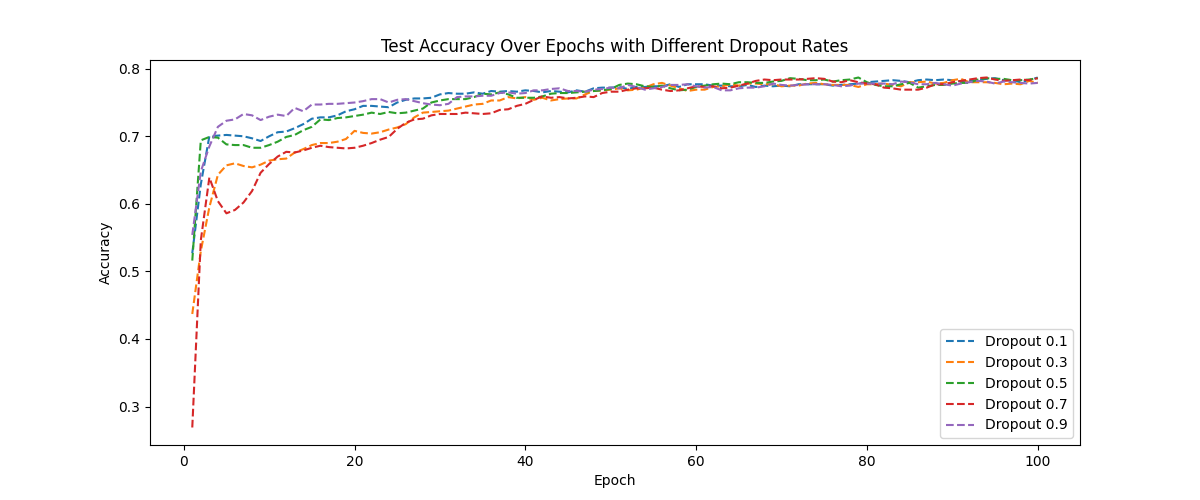 Test Accuracy Over Epochs with Different Dropout Rates
0.8
0.7
0.6
0.5
0.4
0.3
Accuracy
0
20
40
60
80
100
Epoch
Dropout 0.1
Dropout 0.3
Dropout 0.5
Dropout 0.7
Dropout 0.9